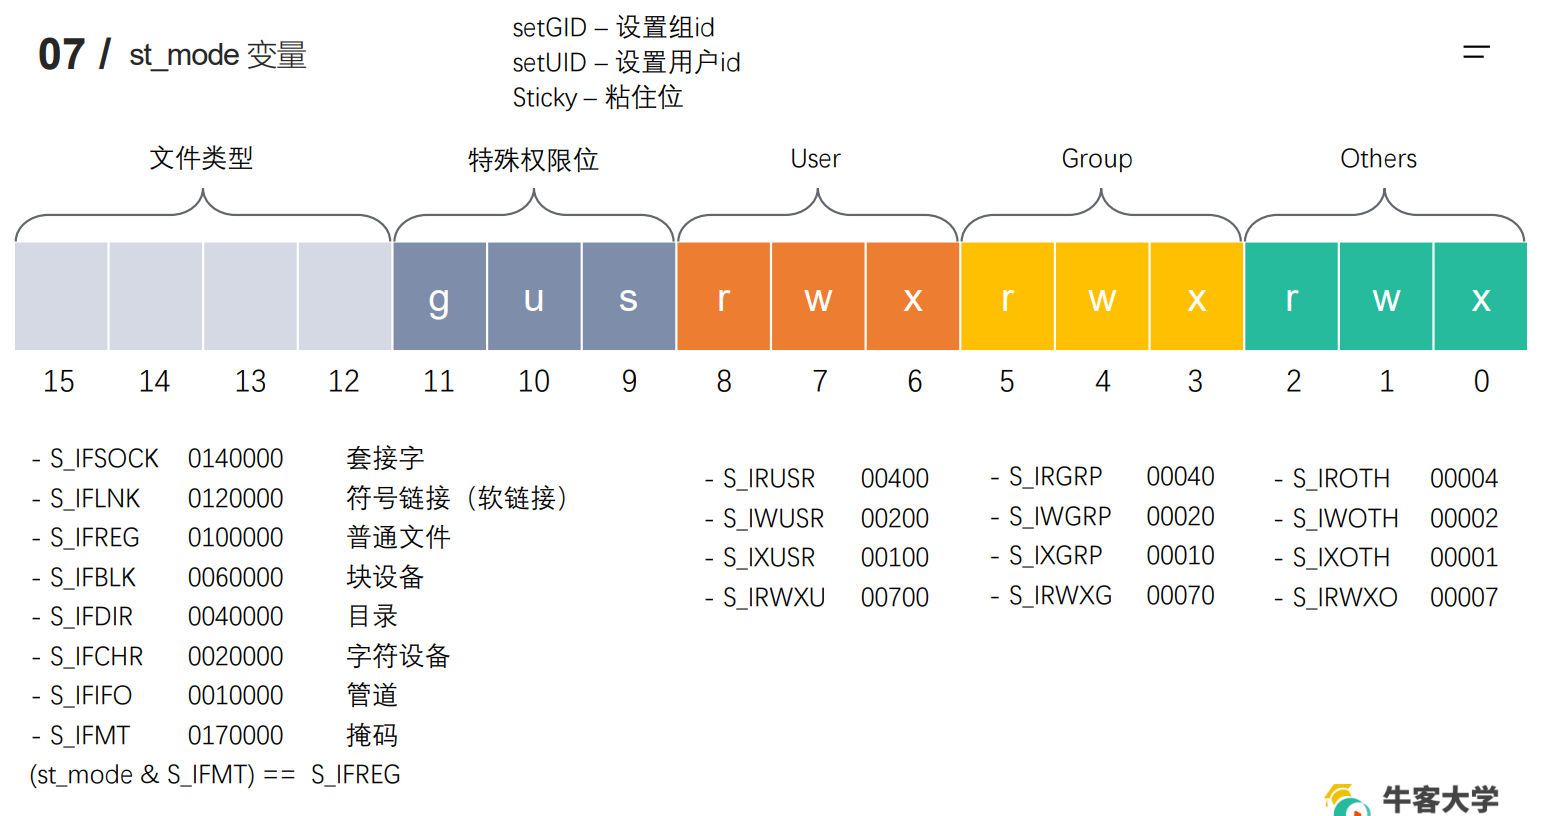 07 / st_mode 变量
setGID – 设置组id
setUID – 设置用户id
Sticky – 粘住位
文件类型 特殊权限位 User Group Others
g u s r w x r w x r w x
15 14 13 12 11 10 9 8 7 6 5 4 3 2 1 0
- S_IFSOCK 0140000 套接字
- S_IFLNK 0120000 符号链接（软链接）
- S_IFREG 0100000 普通文件
- S_IFBLK 0060000 块设备
- S_IFDIR 0040000 目录
- S_IFCHR 0020000 字符设备
- S_IFIFO 0010000 管道
- S_IFMT 0170000 掩码
(st_mode & S_IFMT) == S_IFREG
- S_IRUSR 00400
- S_IWUSR 00200
- S_IXUSR 00100
- S_IRWXU 00700
- S_IRGRP 00040
- S_IWGRP 00020
- S_IXGRP 00010
- S_IRWXG 00070
- S_IROTH 00004
- S_IWOTH 00002
- S_IXOTH 00001
- S_IRWXO 00007
牛客大学